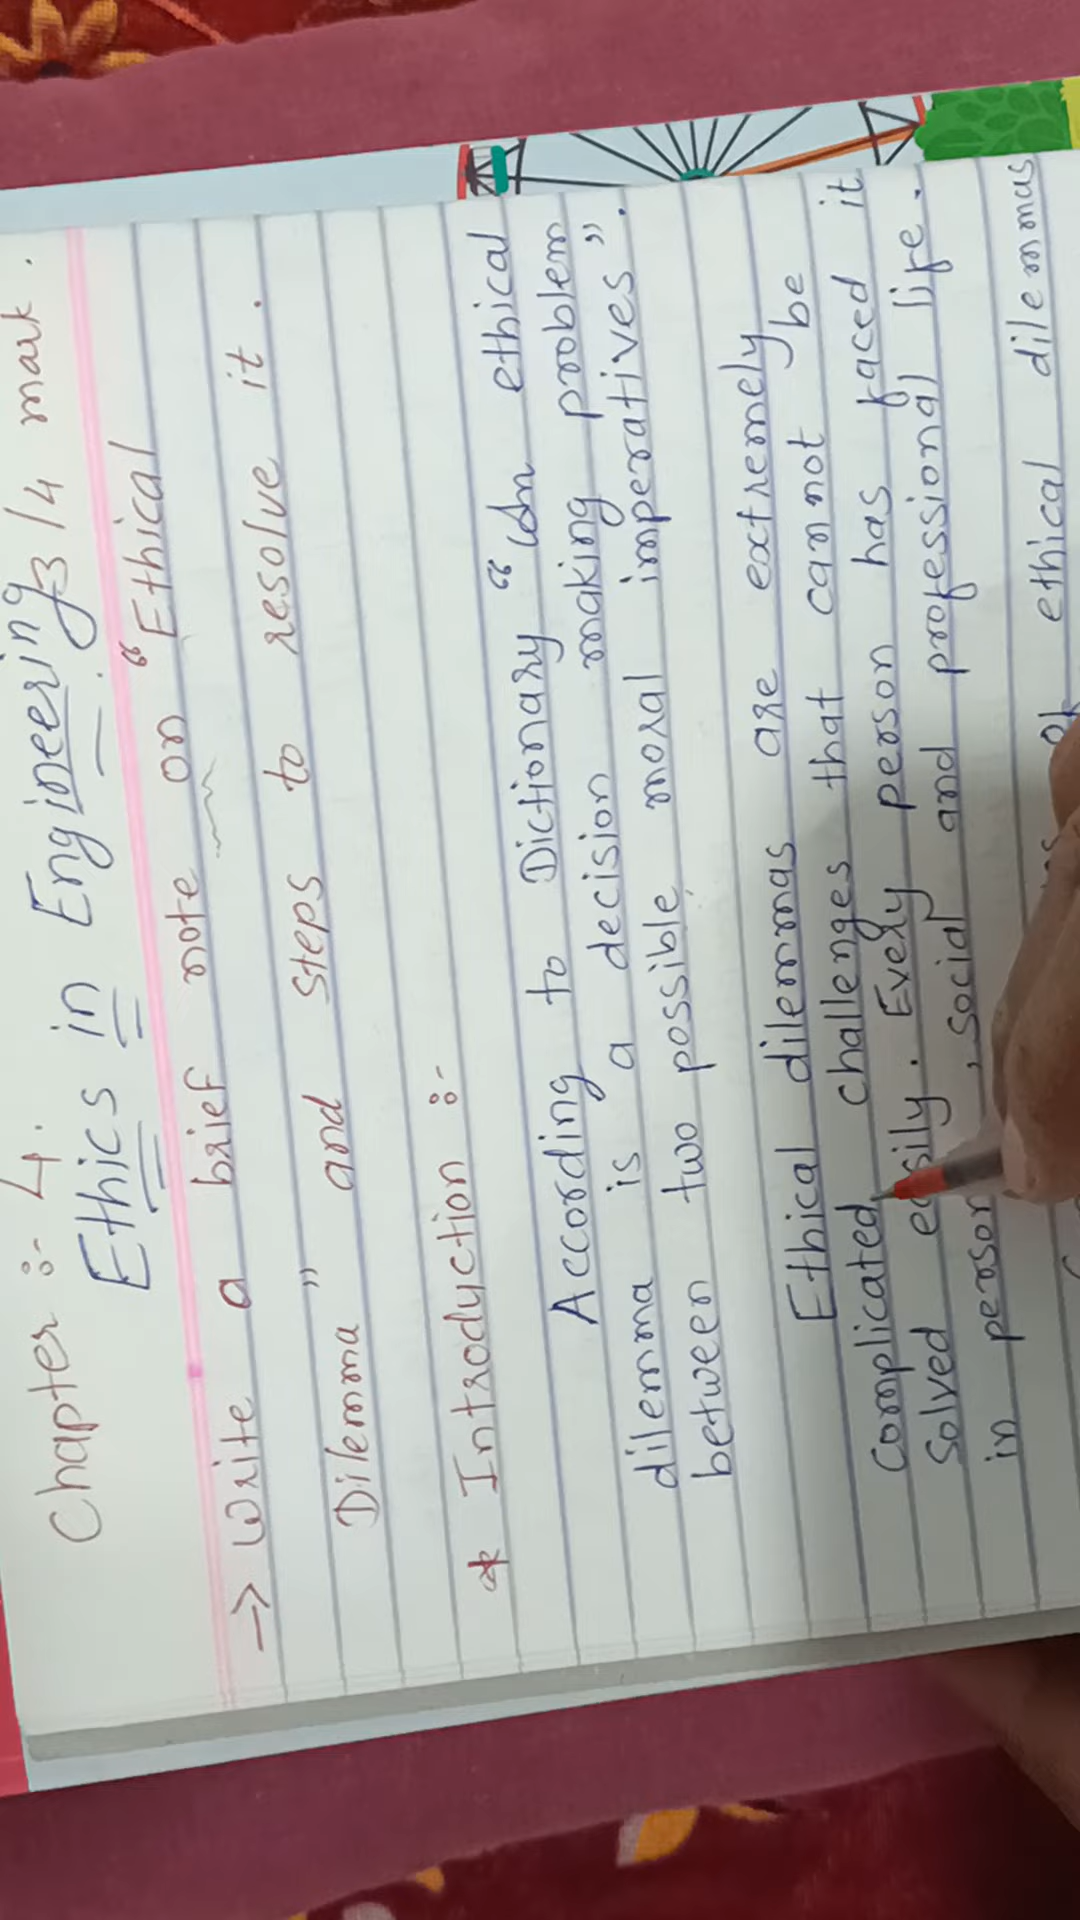 Chapter :- 4.
Ethics in Engineering 3/4 mark.
→ Write a brief note on "Ethical
Dilemma" and steps to resolve it.
* Introduction :-
According to Dictionary "An ethical
dilemma is a decision making problem
between two possible moral imperatives".
Ethical dilemmas are extremely
complicated challenges that cannot be
solved easily. Every person has faced it
in person, social and professional life.
of ethical dilemmas